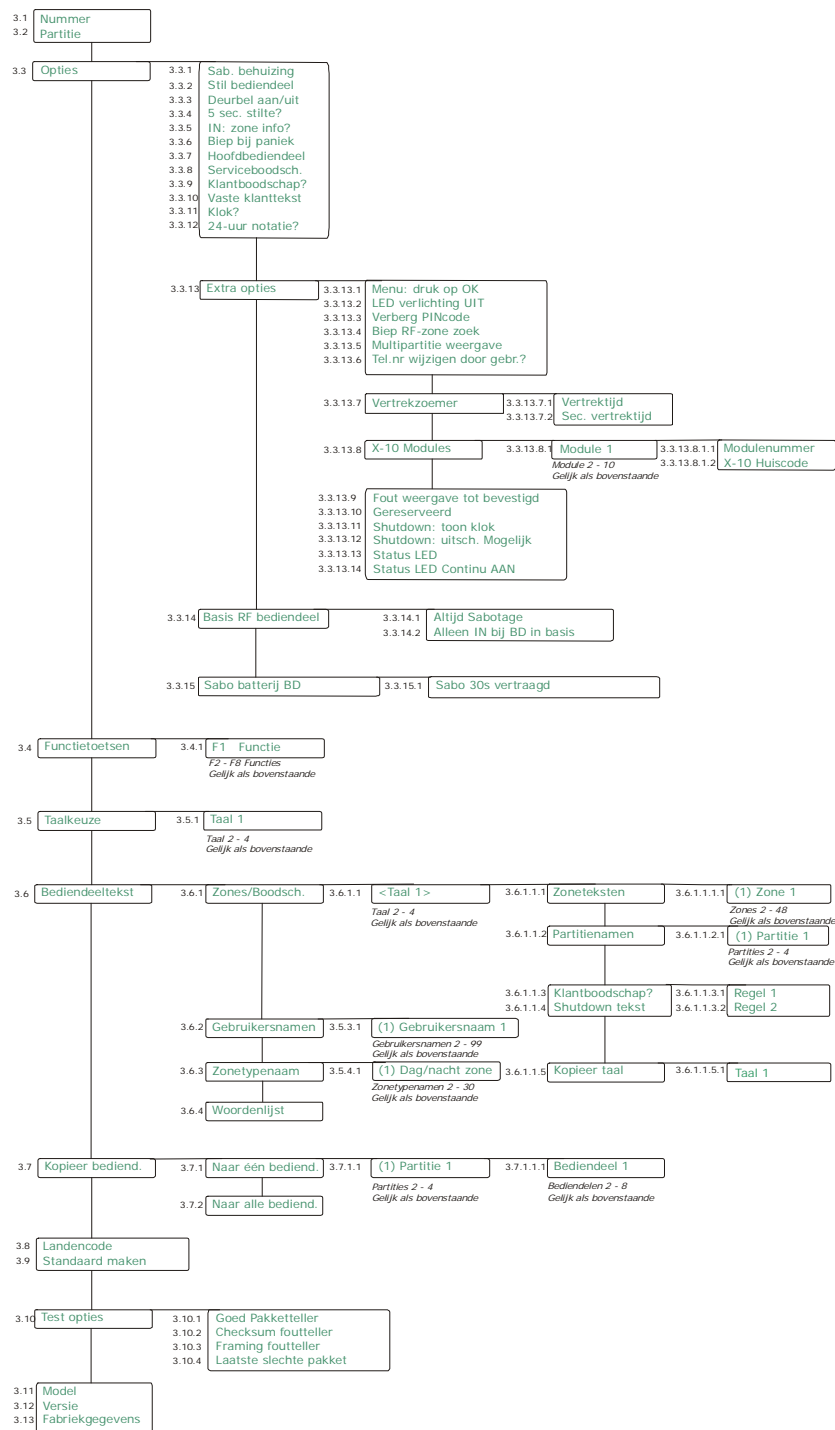 3.1 Nummer
3.2 Partitie
3.3 Opties
3.3.1 Sab. behuizing
3.3.2 Stil bediendeel
3.3.3 Deurbel aan/uit
3.3.4 5 sec. stilte?
3.3.5 IN: zone info?
3.3.6 Biep bij paniek
3.3.7 Hoofdbediendeel
3.3.8 Serviceboodsch.
3.3.9 Klantboodschap?
3.3.10 Vaste klanttekst
3.3.11 Klok?
3.3.12 24-uur notatie?
3.3.13 Extra opties
3.3.13.1 Menu: druk op OK
3.3.13.2 LED verlichting UIT
3.3.13.3 Verberg PINcode
3.3.13.4 Biep RF-zone zoek
3.3.13.5 Multipartitie weergave
3.3.13.6 Tel.nr wijzigen door gebr.?
3.3.13.7 Vertrekzoemer
3.3.13.7.1 Vertrektijd
3.3.13.7.2 Sec. vertrektijd
3.3.13.8 X-10 Modules
3.3.13.8.1 Module 1
Module 2 - 10
Gelijk als bovenstaande
3.3.13.8.1.1 Modulenummer
3.3.13.8.1.2 X-10 Huiscode
3.3.13.9 Fout weergave tot bevestigd
3.3.13.10 Gereserveerd
3.3.13.11 Shutdown: toon klok
3.3.13.12 Shutdown: uitsch. Mogelijk
3.3.13.13 Status LED
3.3.13.14 Status LED Continu AAN
3.3.14 Basis RF bediendeel
3.3.14.1 Altijd Sabotage
3.3.14.2 Alleen IN bij BD in basis
3.3.15 Sabo batterij BD
3.3.15.1 Sabo 30s vertraagd
3.4 Functietoetsen
3.4.1 F1 Functie
F2 - F8 Functies
Gelijk als bovenstaande
3.5 Taalkeuze
3.5.1 Taal 1
Taal 2 - 4
Gelijk als bovenstaande
3.6 Bediendeeltekst
3.6.1 Zones/Boodsch.
3.6.1.1 <Taal 1>
Taal 2 - 4
Gelijk als bovenstaande
3.6.1.1.1 Zoneteksten
3.6.1.1.1.1 (1) Zone 1
Zones 2 - 48
Gelijk als bovenstaande
3.6.1.1.2 Partitienamen
3.6.1.1.2.1 (1) Partitie 1
Partities 2 - 4
Gelijk als bovenstaande
3.6.1.1.3 Klantboodschap?
3.6.1.1.4 Shutdown tekst
3.6.1.1.3.1 Regel 1
3.6.1.1.3.2 Regel 2
3.6.2 Gebruikersnamen
3.5.3.1 (1) Gebruikersnaam 1
Gebruikersnamen 2 - 99
Gelijk als bovenstaande
3.6.3 Zonetypenaam
3.5.4.1 (1) Dag/nacht zone
Zonetypenamen 2 - 30
Gelijk als bovenstaande
3.6.1.1.5 Kopieer taal
3.6.1.1.5.1 Taal 1
3.6.4 Woordenlijst
3.7 Kopieer bediend.
3.7.1 Naar één bediend.
3.7.1.1 (1) Partitie 1
Partities 2 - 4
Gelijk als bovenstaande
3.7.1.1.1 Bediendeel 1
Bediendelen 2 - 8
Gelijk als bovenstaande
3.7.2 Naar alle bediend.
3.8 Landencode
3.9 Standaard maken
3.10 Test opties
3.10.1 Goed Pakketteller
3.10.2 Checksum foutteller
3.10.3 Framing foutteller
3.10.4 Laatste slechte pakket
3.11 Model
3.12 Versie
3.13 Fabriekgegevens